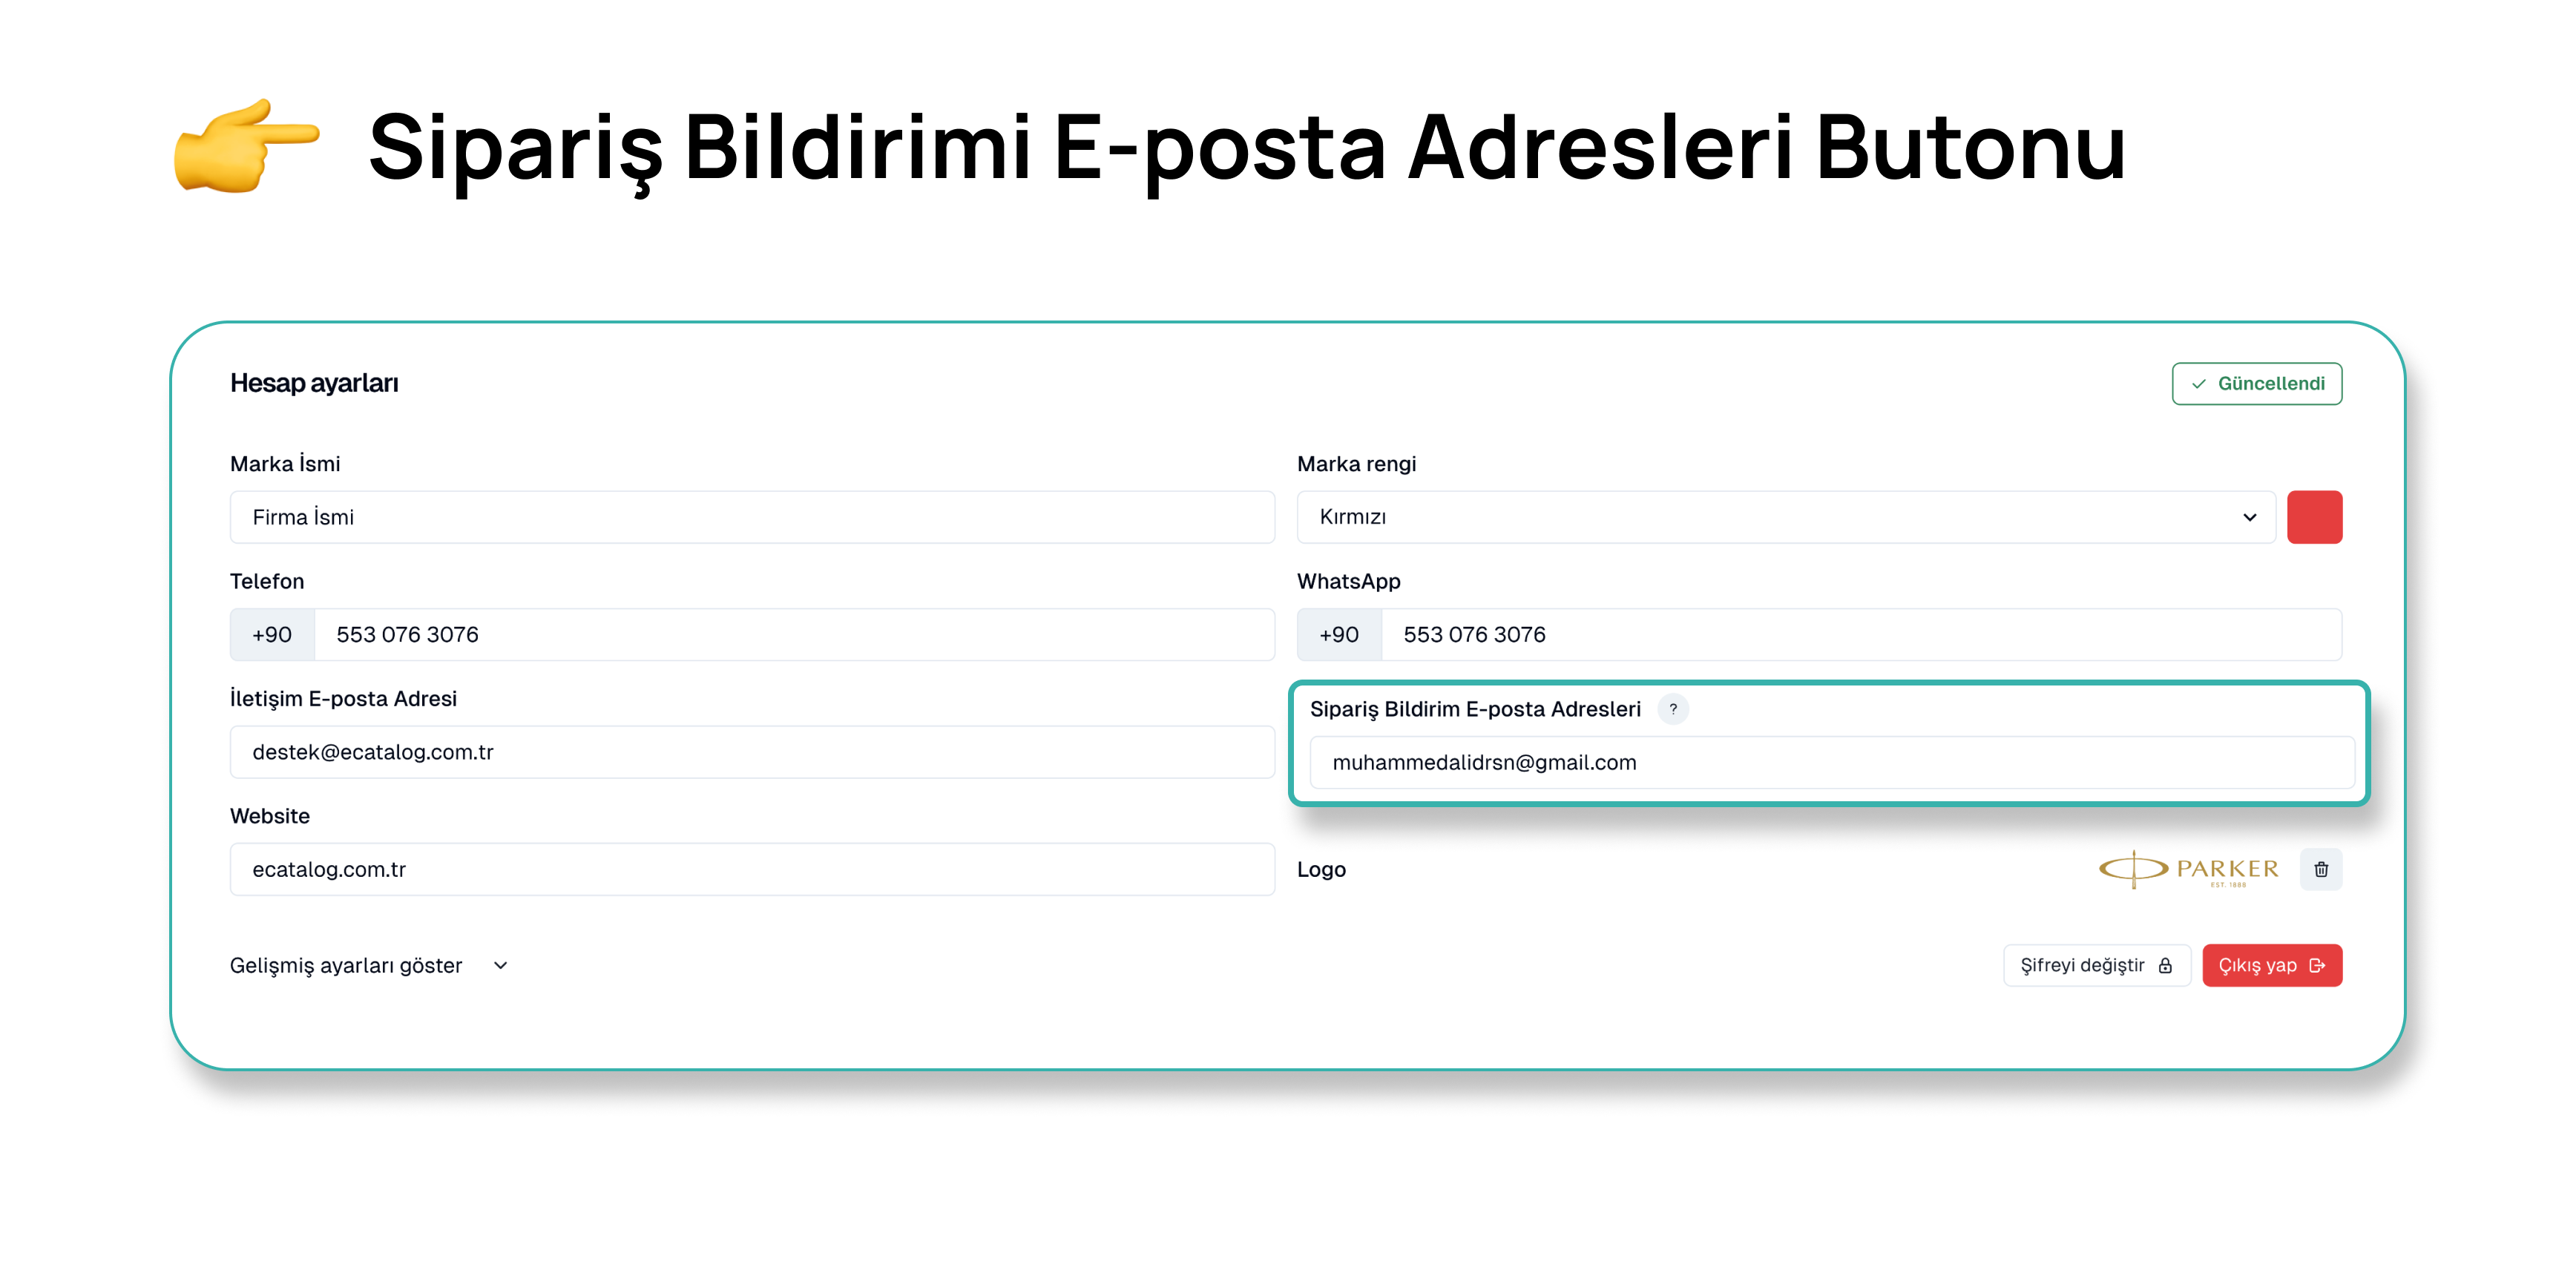 Sipariş Bildirimi E-posta Adresleri Butonu
Hesap ayarları
Güncellendi
Marka İsmi
Marka rengi
Firma İsmi
Kırmızı
Telefon
WhatsApp
+90
553 076 3076
+90
553 076 3076
İletişim E-posta Adresi
Sipariş Bildirim E-posta Adresleri ?
destek@ecatalog.com.tr
muhammedalidrsn@gmail.com
Website
ecatalog.com.tr
Logo
PARKER
EST. 1888
Gelişmiş ayarları göster
Şifreyi değiştir
Çıkış yap